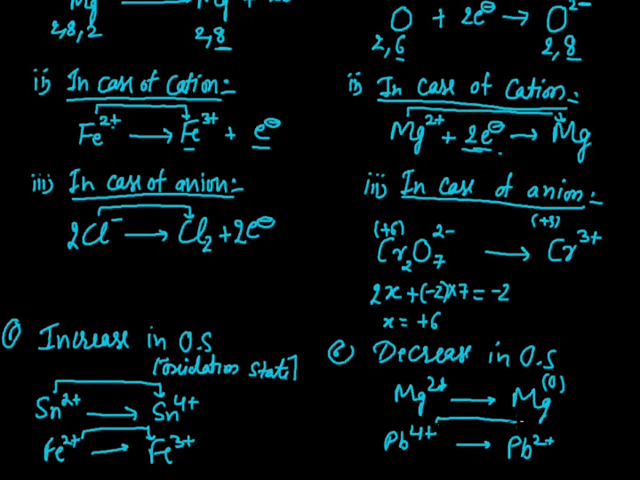 Mg → Mg
2,8,2 2,8
ii) In case of Cation:-
Fe²⁺ → Fe³⁺ + e⊖
iii) In case of anion:-
2Cl⁻ → Cl₂ + 2e⊖
① Increase in O.S
[oxidation state]
Sn²⁺ → Sn⁴⁺
Fe²⁺ → Fe³⁺
O + 2e⊖ → O²⁻
2,6 2,8
ii) In case of Cation:-
Mg²⁺ + 2e⊖ → Mg
iii) In case of anion:-
(+6) (+3)
Cr₂O₇²⁻ → Cr³⁺
2x+(-2)×7 = -2
x = +6
Decrease in O.S
Mg²⁺ → Mg⁽⁰⁾
Pb⁴⁺ → Pb²⁺